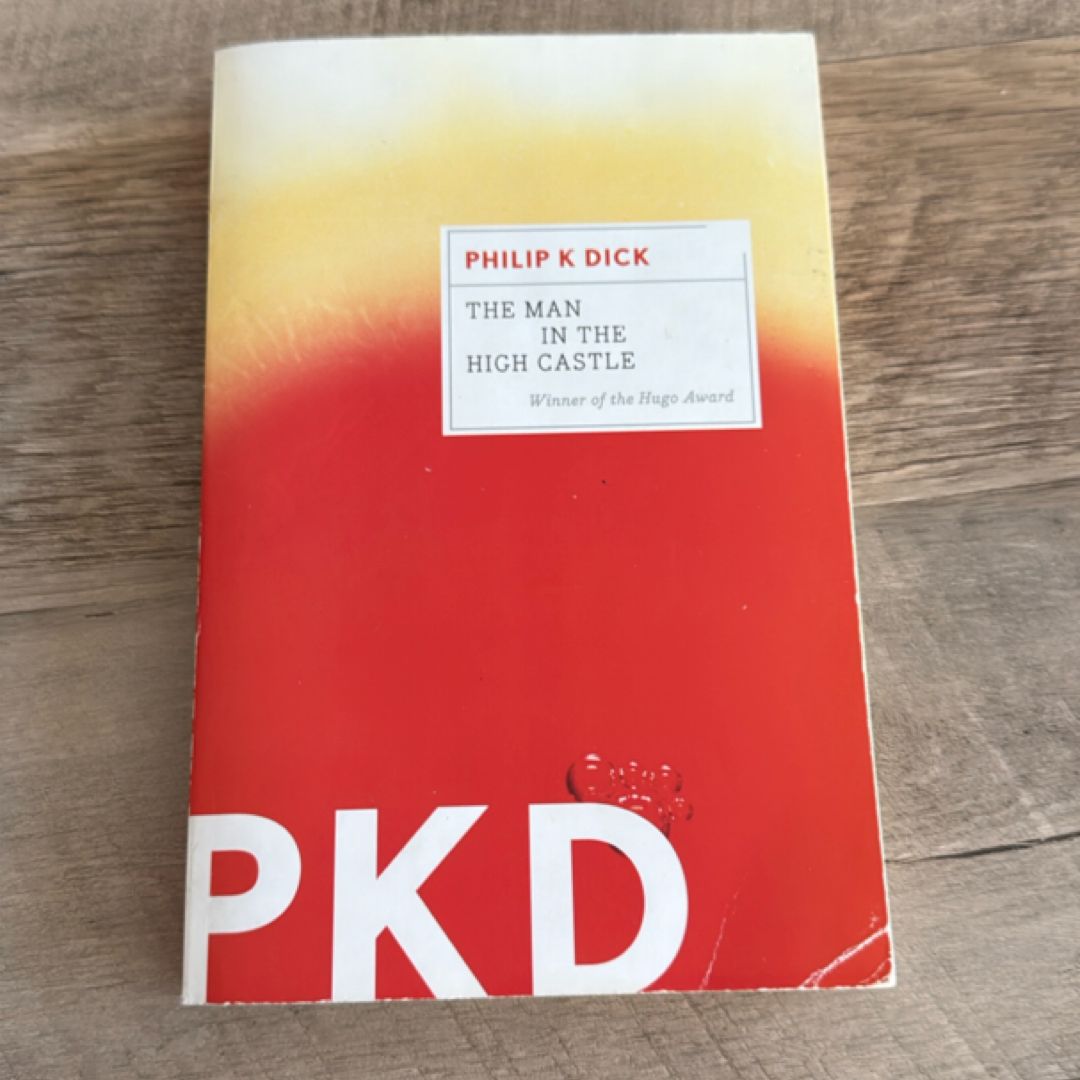 PHILIP K DICK
THE MAN
IN THE
HIGH CASTLE
Winner of the Hugo Award
PKD